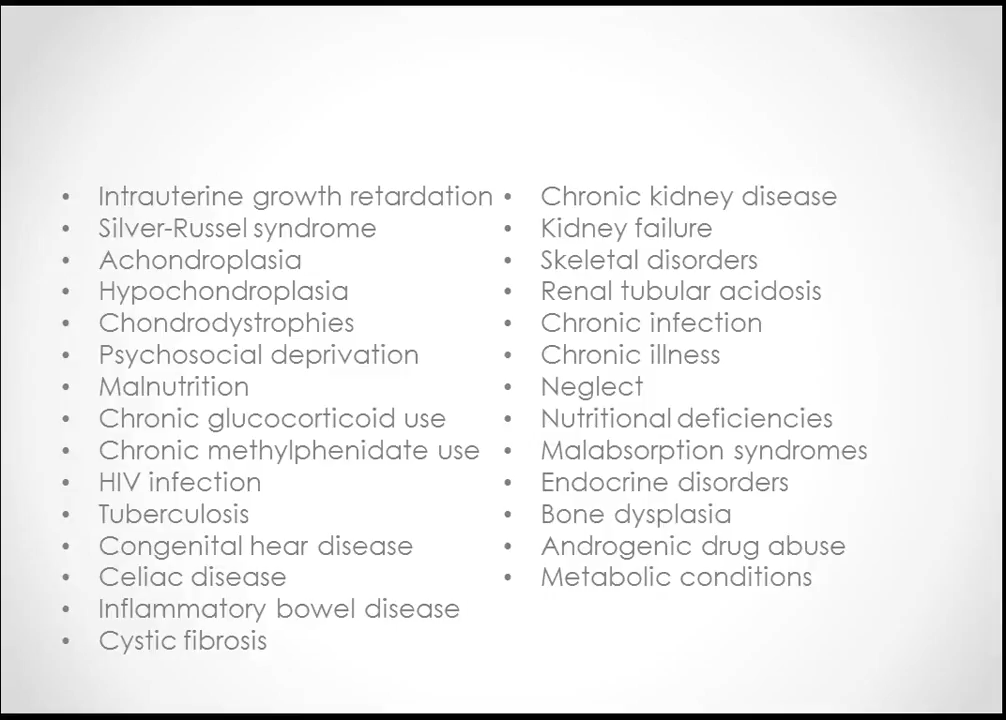 • Intrauterine growth retardation
• Silver-Russel syndrome
• Achondroplasia
• Hypochondroplasia
• Chondrodystrophies
• Psychosocial deprivation
• Malnutrition
• Chronic glucocorticoid use
• Chronic methylphenidate use
• HIV infection
• Tuberculosis
• Congenital hear disease
• Celiac disease
• Inflammatory bowel disease
• Cystic fibrosis
• Chronic kidney disease
• Kidney failure
• Skeletal disorders
• Renal tubular acidosis
• Chronic infection
• Chronic illness
• Neglect
• Nutritional deficiencies
• Malabsorption syndromes
• Endocrine disorders
• Bone dysplasia
• Androgenic drug abuse
• Metabolic conditions